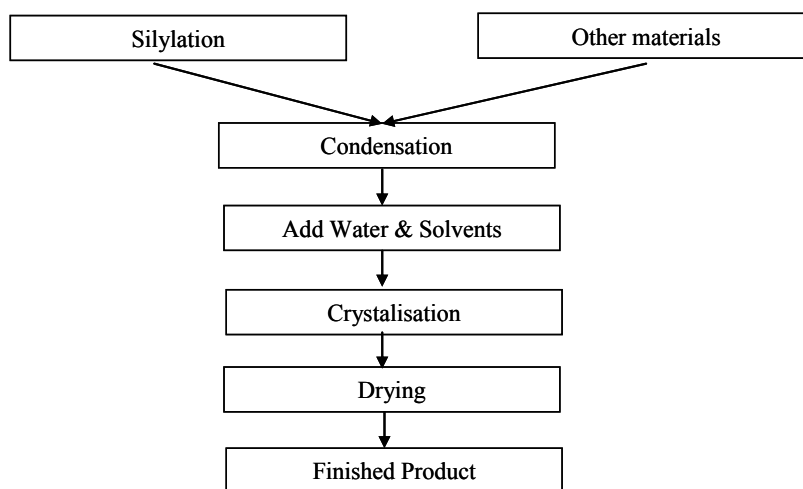 Silylation
Other materials
Condensation
Add Water & Solvents
Crystalisation
Drying
Finished Product